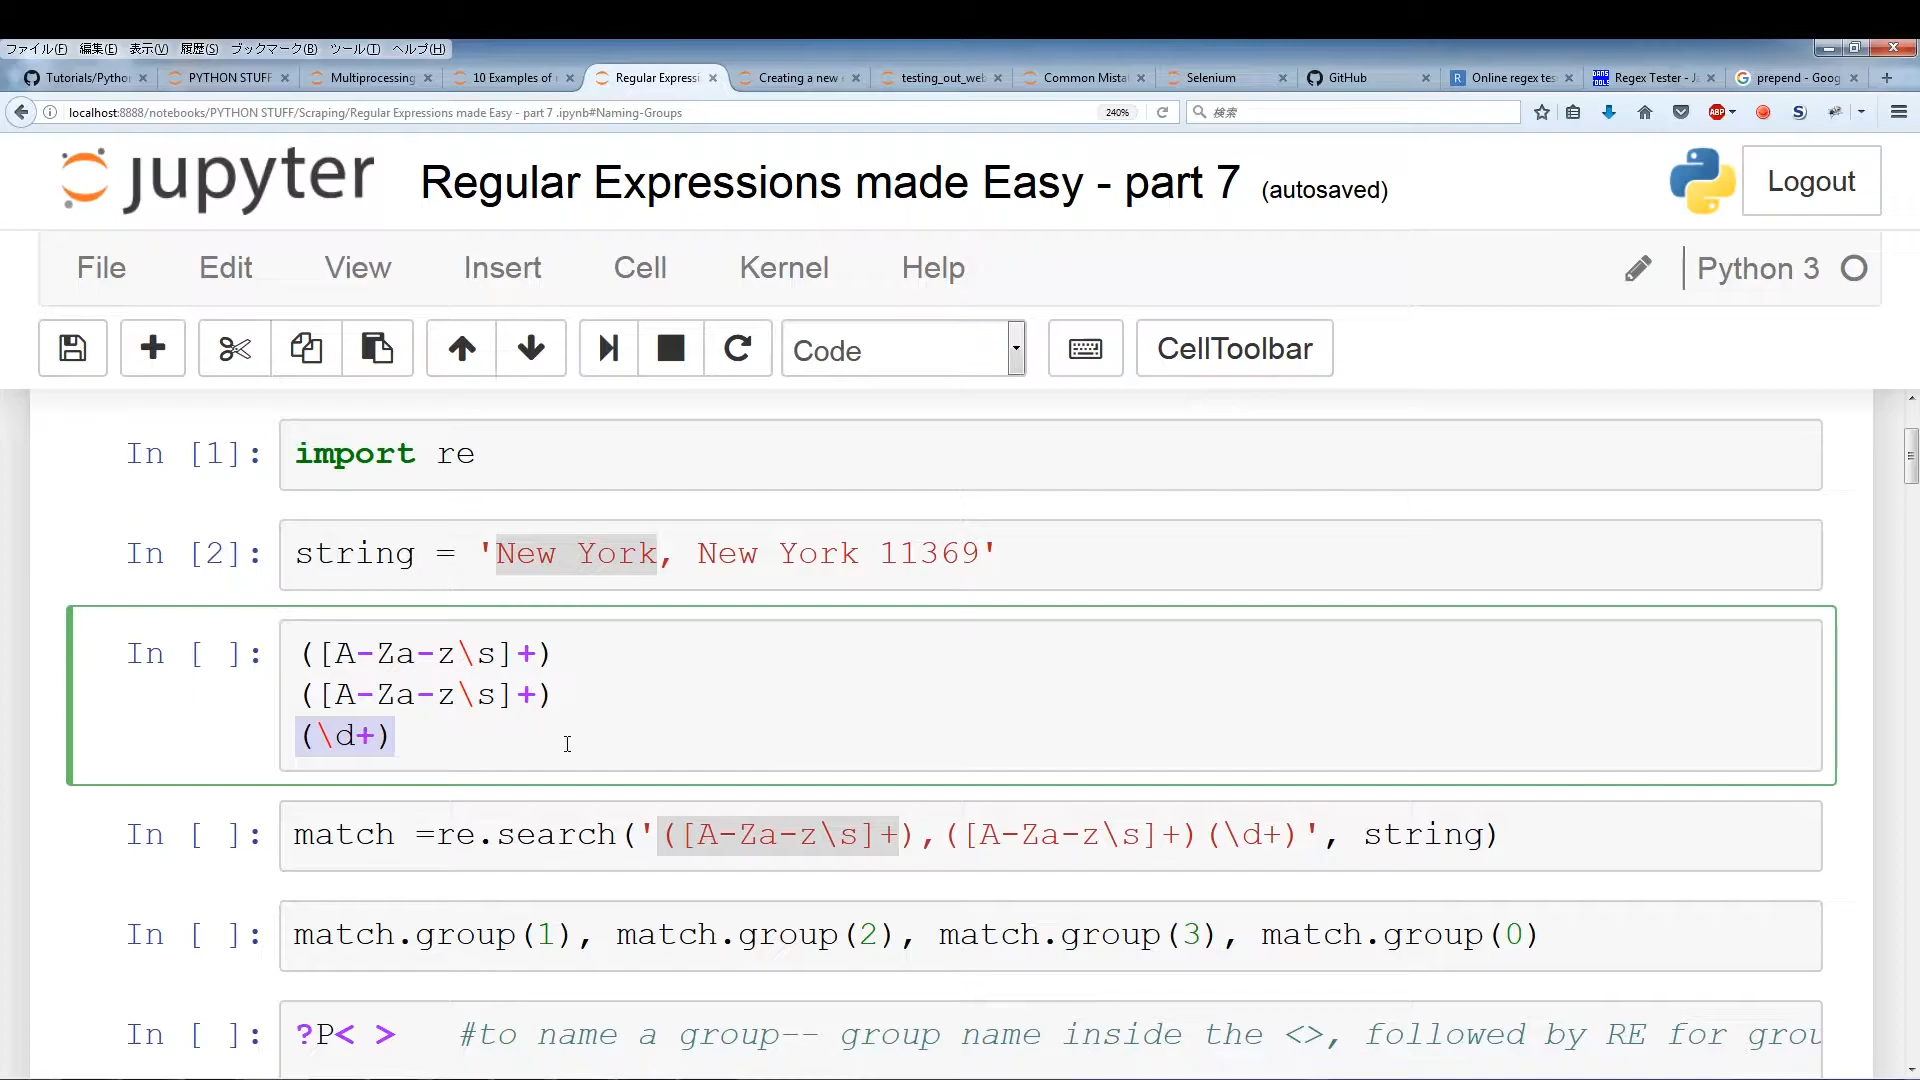 ファイル(F) 編集(E) 表示(V) 履歴(S) ブックマーク(B) ツール(T) ヘルプ(H)
Tutorials/Pytho PYTHON STUFF Multiprocessing 10 Examples of Regular Expressi Creating a new testing_out_web Common Mista Selenium GitHub Online regex tes Regex Tester - Ja prepend - Goog
localhost:8888/notebooks/PYTHON STUFF/Scraping/Regular Expressions made Easy - part 7 .ipynb#Naming-Groups 240% 検索 ABP
jupyter Regular Expressions made Easy - part 7 (autosaved) Logout
File Edit View Insert Cell Kernel Help Python 3
Code CellToolbar
In [1]: import re
In [2]: string = 'New York, New York 11369'
In [ ]: ([A-Za-z\s]+)
([A-Za-z\s]+)
(\d+)
In [ ]: match =re.search('([A-Za-z\s]+),([A-Za-z\s]+)(\d+)', string)
In [ ]: match.group(1), match.group(2), match.group(3), match.group(0)
In [ ]: ?P< > #to name a group-- group name inside the <>, followed by RE for grou